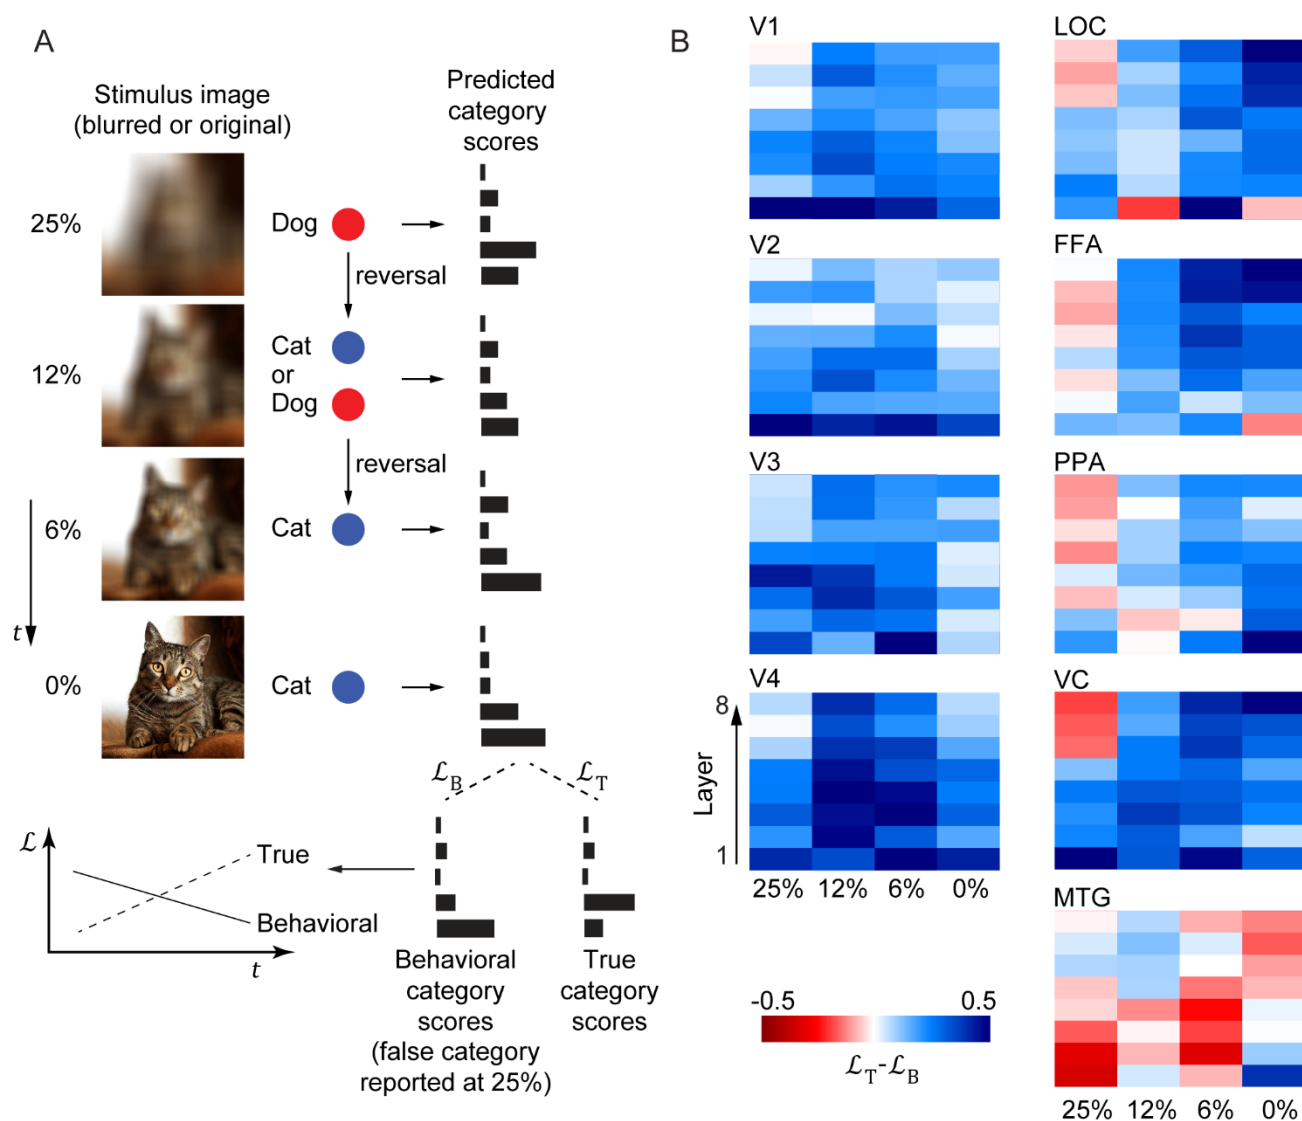 A
Stimulus image
(blurred or original)
Predicted
category
scores
25%
Dog
reversal
12%
Cat
or
Dog
reversal
6%
Cat
t
0%
Cat
ℒB
ℒT
ℒ
True
Behavioral
t
Behavioral
category
scores
(false category
reported at 25%)
True
category
scores
B
V1
LOC
V2
FFA
V3
PPA
V4
VC
8
Layer
1
25% 12% 6% 0%
MTG
-0.5 0.5
ℒT-ℒB
25% 12% 6% 0%